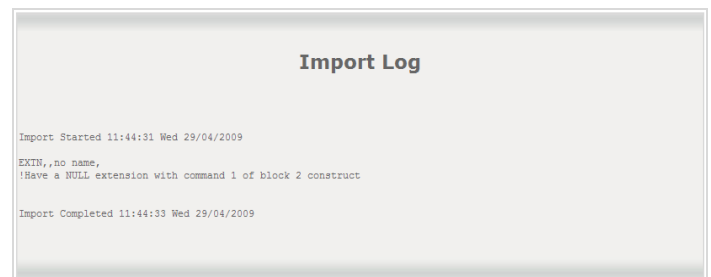 Import Log
Import Started 11:44:31 Wed 29/04/2009
EXTN,,no name,
!Have a NULL extension with command 1 of block 2 construct
Import Completed 11:44:33 Wed 29/04/2009